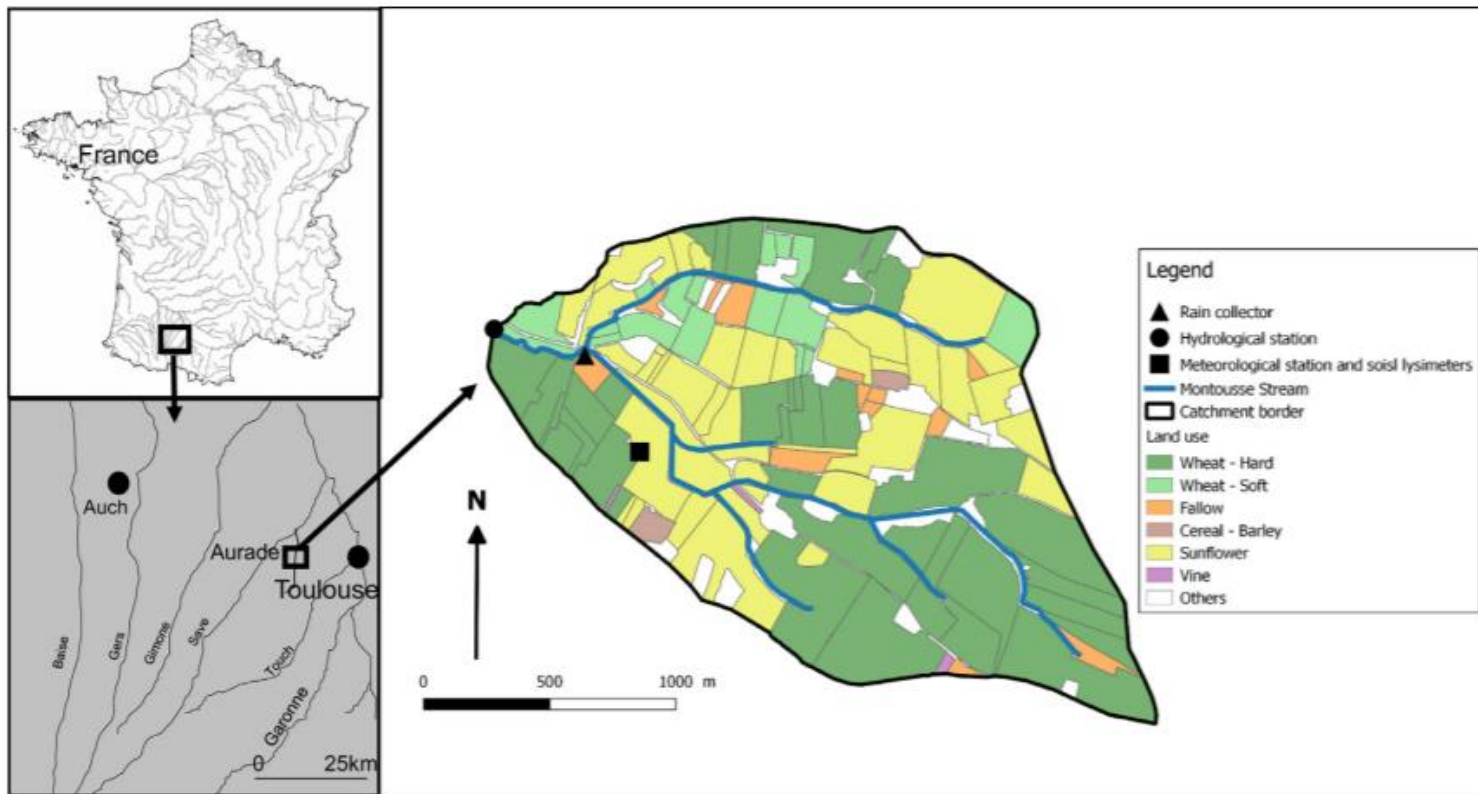 France
Auch
Aurade
Toulouse
Baise
Gers
Gimone
Save
Touch
Garonne
0 25km
N
0 500 1000 m
Legend
Rain collector
Hydrological station
Meteorological station and soisl lysimeters
Montousse Stream
Catchment border
Land use
Wheat - Hard
Wheat - Soft
Fallow
Cereal - Barley
Sunflower
Vine
Others